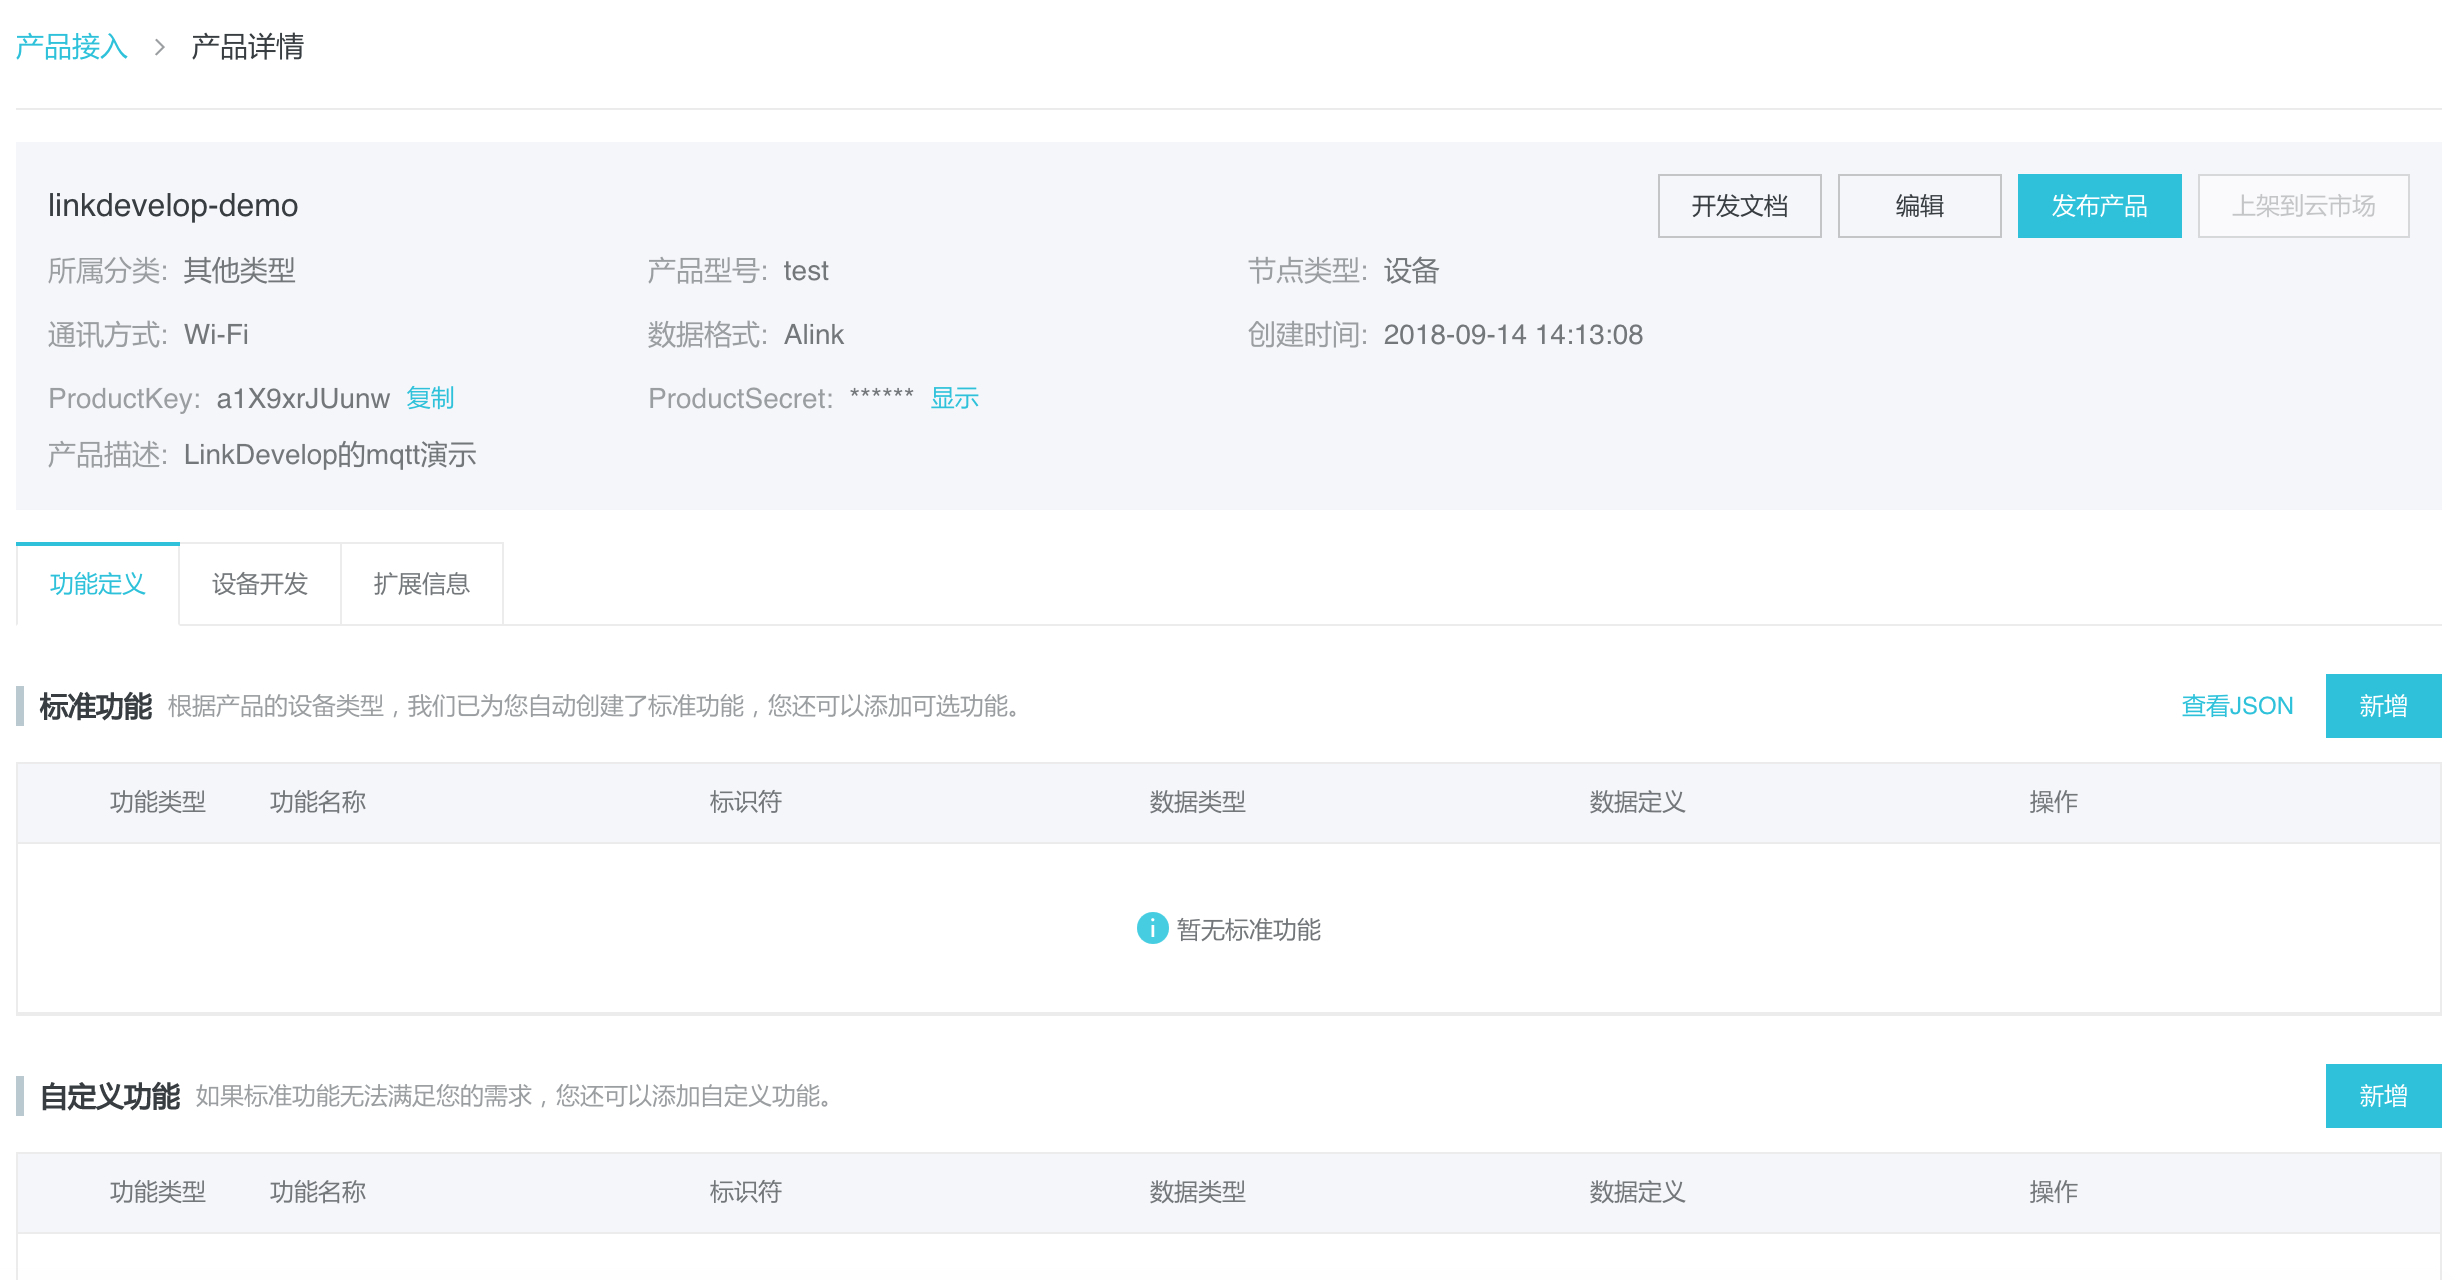 产品接入 > 产品详情
linkdevelop-demo
开发文档 编辑 发布产品 上架到云市场
所属分类: 其他类型 产品型号: test 节点类型: 设备
通讯方式: Wi-Fi 数据格式: Alink 创建时间: 2018-09-14 14:13:08
ProductKey: a1X9xrJUunw 复制 ProductSecret: ****** 显示
产品描述: LinkDevelop的mqtt演示
功能定义 设备开发 扩展信息
标准功能 根据产品的设备类型，我们已为您自动创建了标准功能，您还可以添加可选功能。 查看JSON 新增
功能类型 功能名称 标识符 数据类型 数据定义 操作
暂无标准功能
自定义功能 如果标准功能无法满足您的需求，您还可以添加自定义功能。 新增
功能类型 功能名称 标识符 数据类型 数据定义 操作